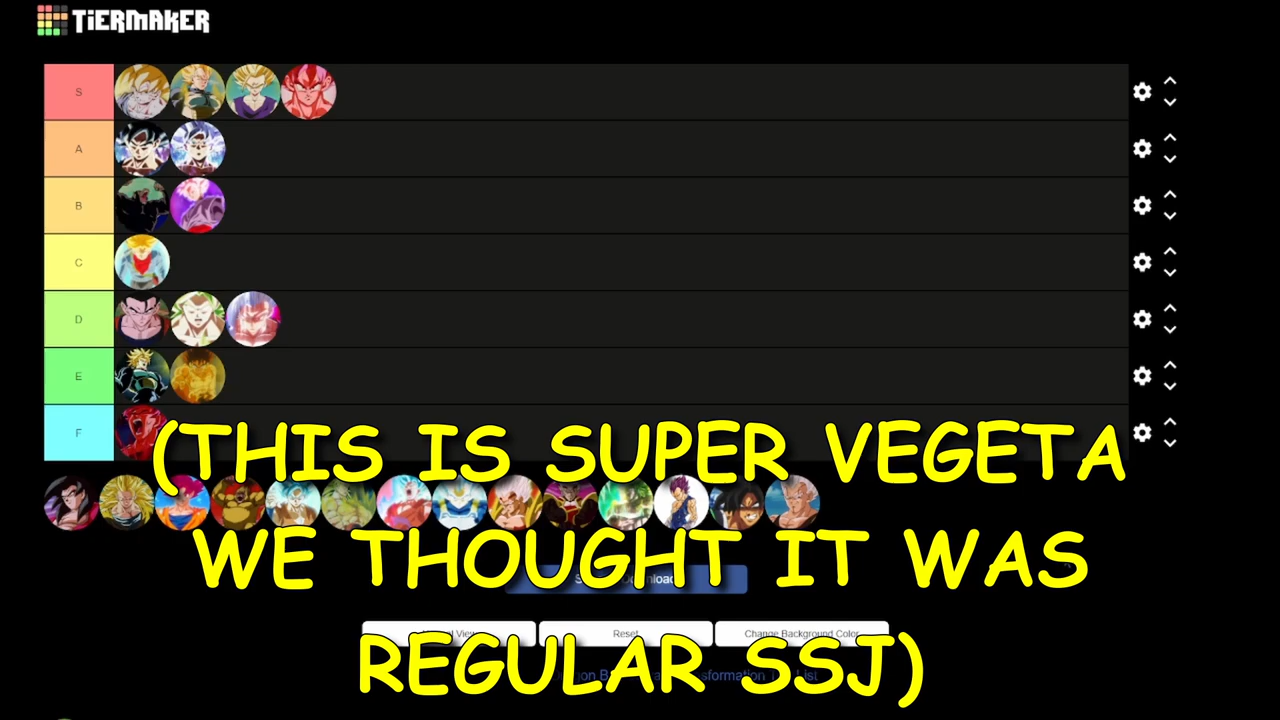 TIERMAKER
S
A
B
C
D
E
F
(THIS IS SUPER VEGETA
WE THOUGHT IT WAS
Reset
Change Background Color
REGULAR SSJ)